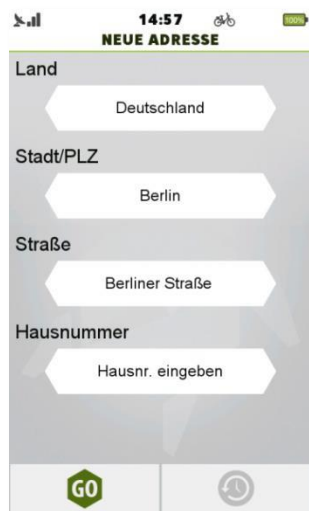 14:57
100%
NEUE ADRESSE
Land
Deutschland
Stadt/PLZ
Berlin
Straße
Berliner Straße
Hausnummer
Hausnr. eingeben
GO